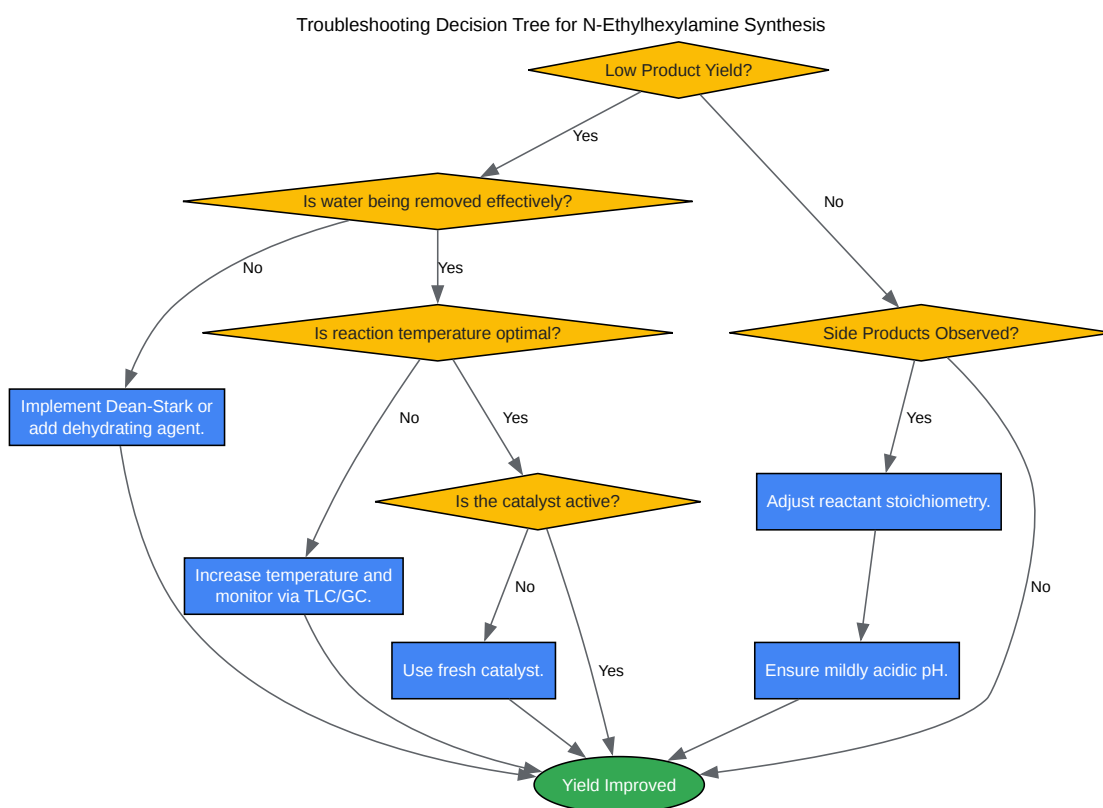 Troubleshooting Decision Tree for N-Ethylhexylamine Synthesis
Low Product Yield?
Yes
No
Is water being removed effectively?
No
Yes
Is reaction temperature optimal?
Side Products Observed?
Implement Dean-Stark or
add dehydrating agent.
No
Yes
Yes
Is the catalyst active?
Adjust reactant stoichiometry.
Increase temperature and
monitor via TLC/GC.
No
No
Use fresh catalyst.
Yes
Ensure mildly acidic pH.
Yield Improved